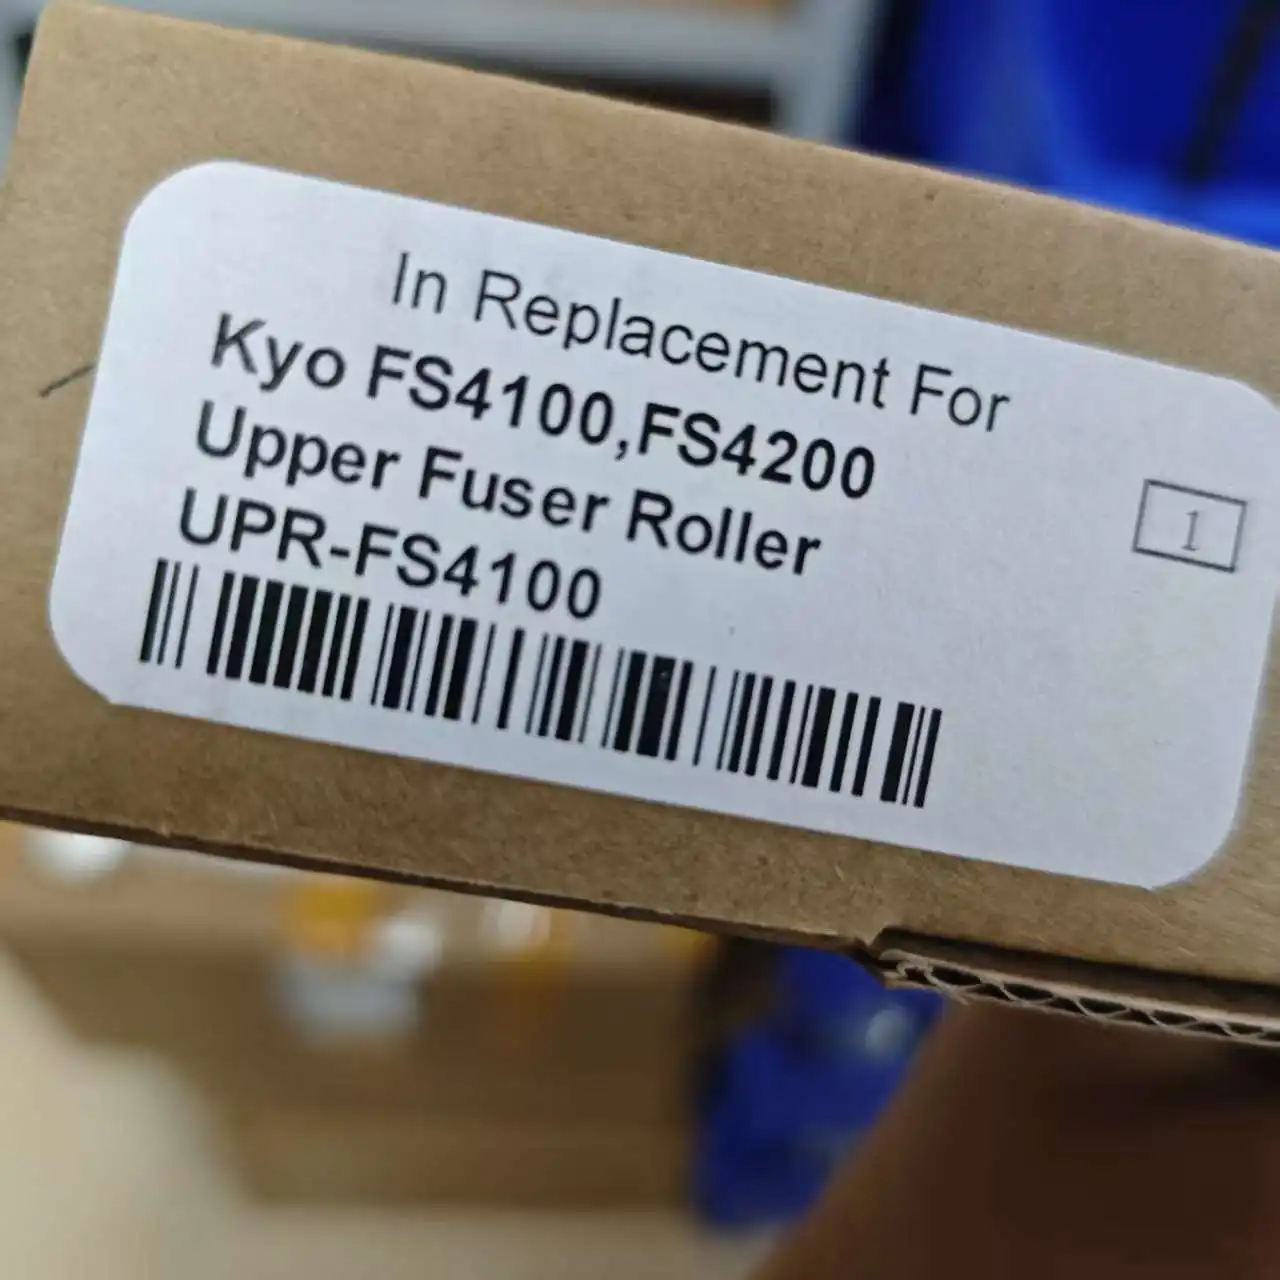 In Replacement For
Kyo FS4100,FS4200
Upper Fuser Roller
UPR-FS4100
1